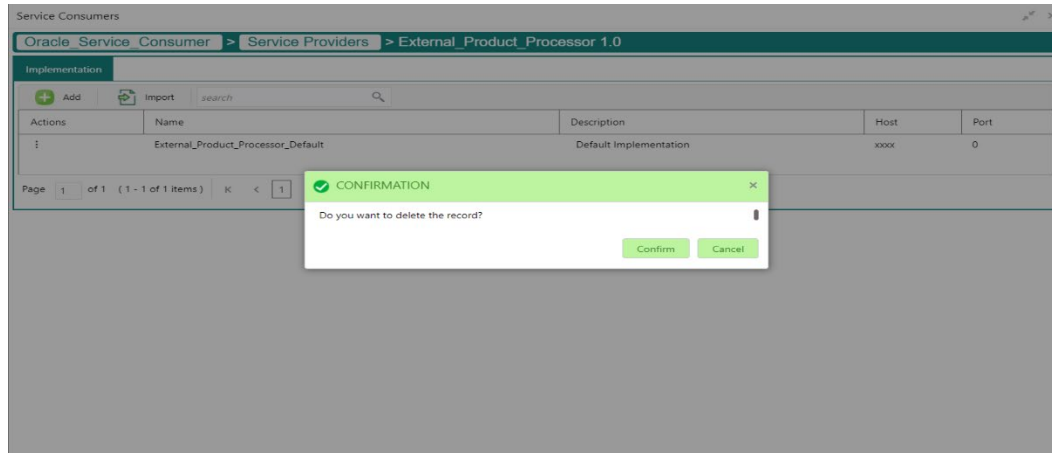 Service Consumers
Oracle_Service_Consumer > Service Providers > External_Product_Processor 1.0
Implementation
Add Import search
Actions Name Description Host Port
External_Product_Processor_Default Default Implementation xxxx 0
Page 1 of 1 (1 - 1 of 1 items) K < 1
CONFIRMATION ×
Do you want to delete the record?
Confirm Cancel